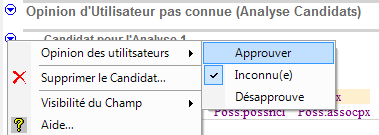 Opinion d'Utilisateur pas connue (Analyse Candidats)
Candidat pour l'Analyse 1
Opinion des utilitsateurs
Approuver
Supprimer le Candidat...
Inconnu(e)
Désapprouve
Visibilité du Champ
Poss:possncl Poss:assocpx
Aide...